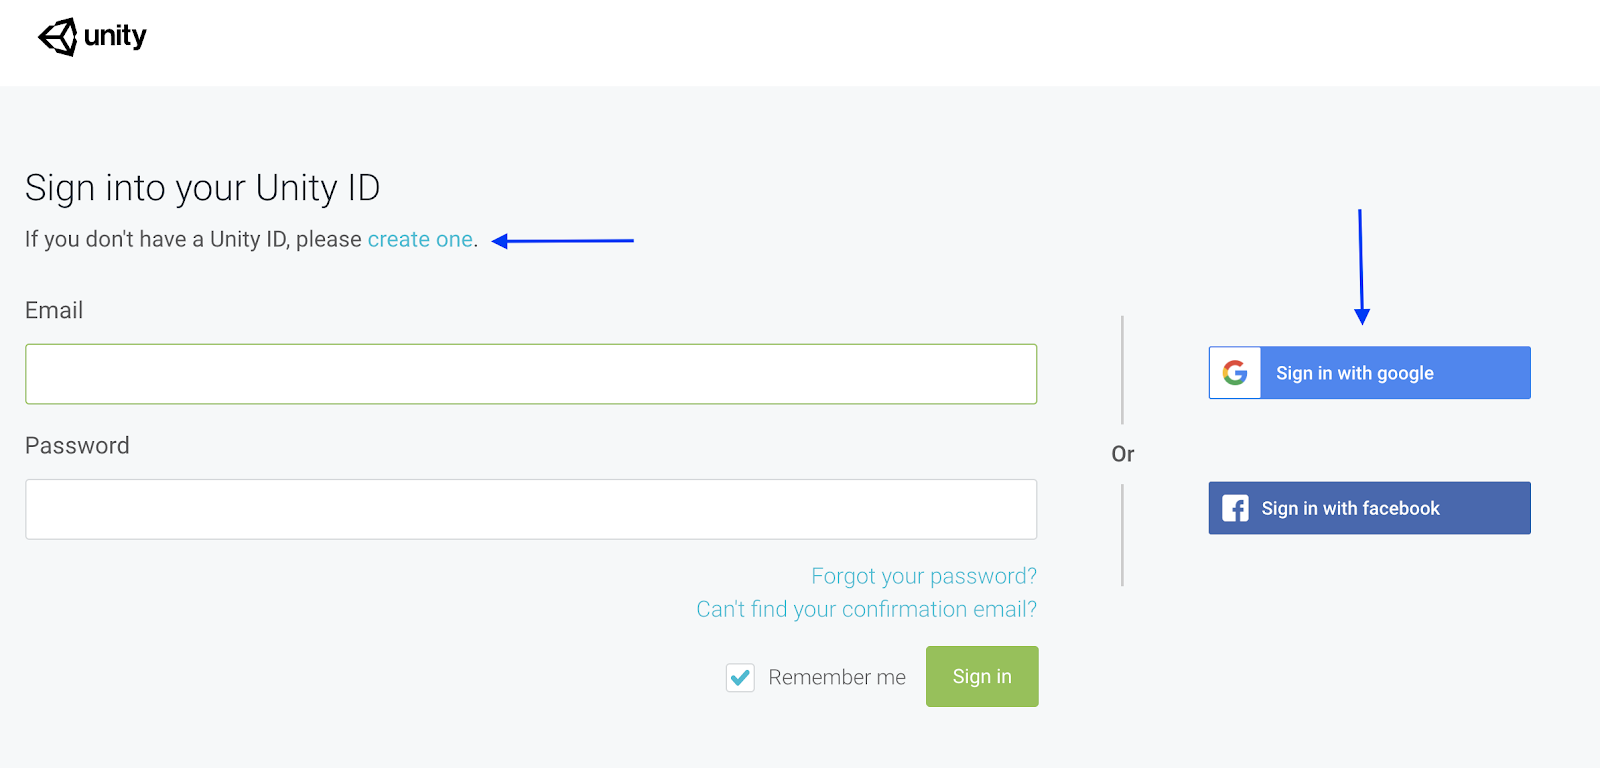 unity
Sign into your Unity ID
If you don't have a Unity ID, please create one.
Email
Password
Forgot your password?
Can't find your confirmation email?
Remember me
Sign in
Or
Sign in with google
Sign in with facebook